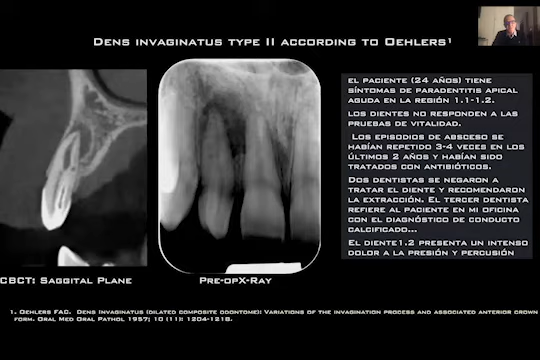 Dens invaginatus type II according to Oehlers¹
el paciente (24 años) tiene
síntomas de paradentitis apical
aguda en la región 1.1-1.2.
Los dientes no responden a las
pruebas de vitalidad.
Los episodios de absceso se
habían repetido 3-4 veces en los
últimos 2 años y habían sido
tratados con antibióticos.
Dos dentistas se negaron a
tratar el diente y recomendaron
la extracción. El tercer dentista
refiere al paciente en mi oficina
con el diagnóstico de conducto
calcificado...
El diente1.2 presenta un intenso
dolor a la presión y percusión
CBCT: Saggital Plane
Pre-opX-Ray
1. Oehlers FAC. Dens invaginatus (dilated composite odontome): Variations of the invagination process and associated anterior crown
form. Oral Med Oral Pathol 1957; 10 (11): 1204-1218.